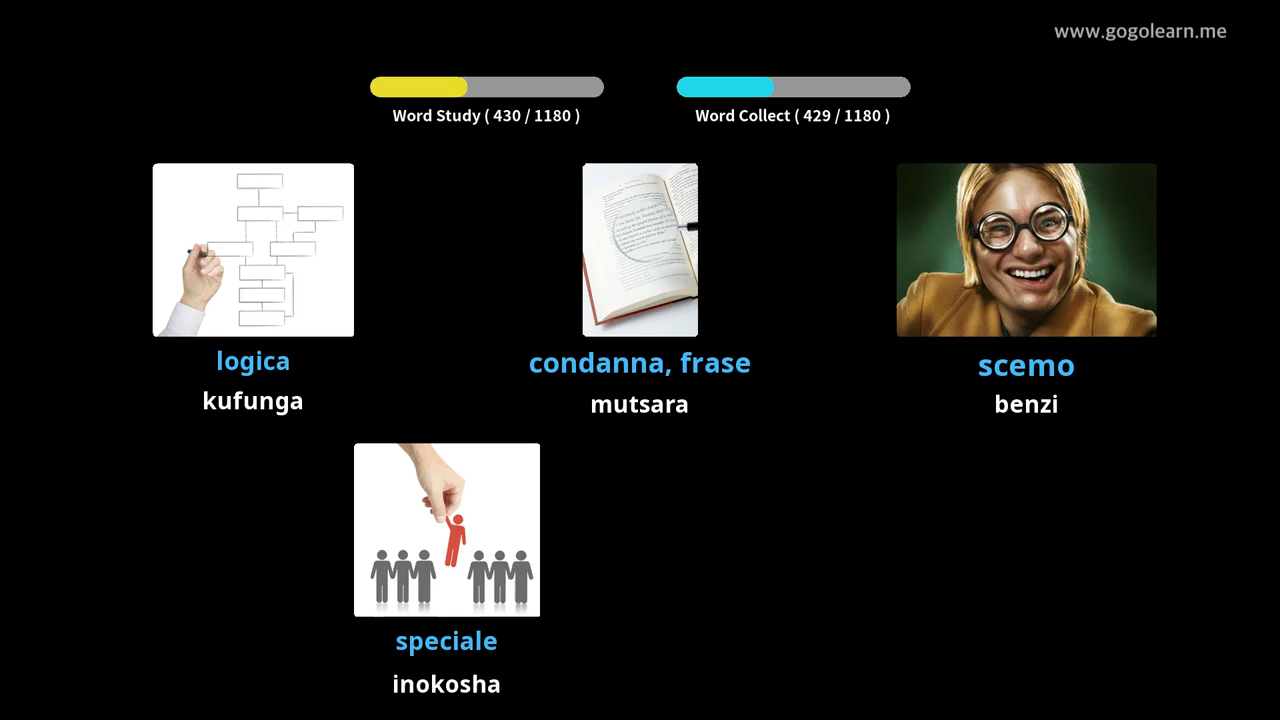 www.gogolearn.me
Word Study ( 430 / 1180 )
Word Collect ( 429 / 1180 )
logica
kufunga
condanna, frase
mutsara
scemo
benzi
speciale
inokosha